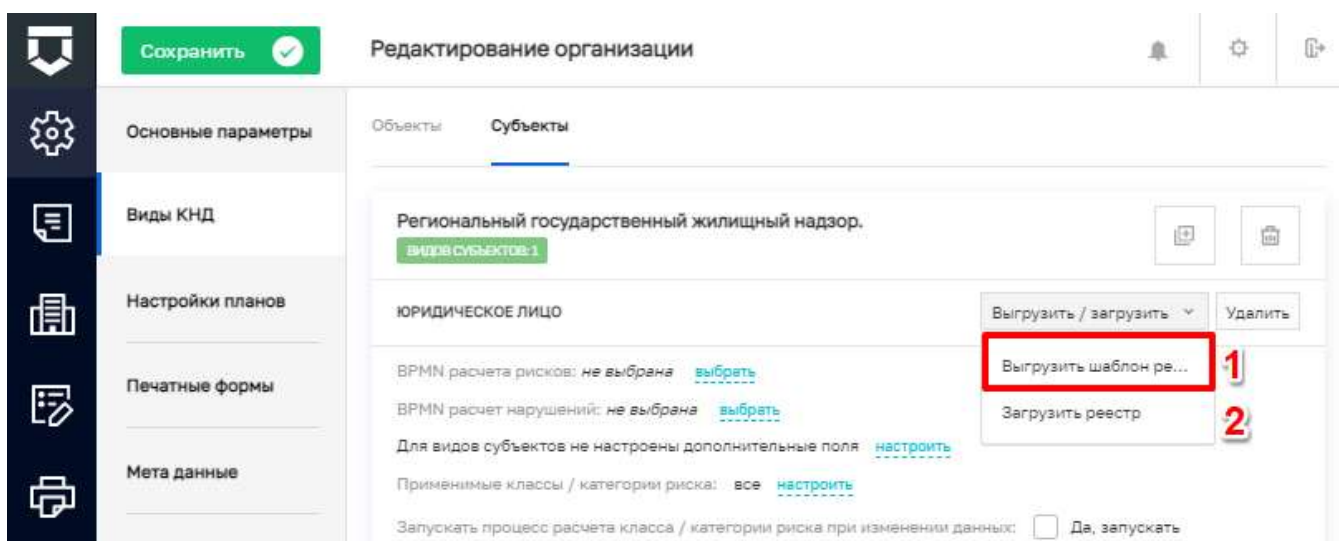 Сохранить
Редактирование организации
Основные параметры
Виды КНД
Настройки планов
Печатные формы
Мета данные
Объекты Субъекты
Региональный государственный жилищный надзор.
ВИДОВ СУБЪЕКТОВ: 1
ЮРИДИЧЕСКОЕ ЛИЦО
Выгрузить / загрузить
Удалить
Выгрузить шаблон ре...
1
Загрузить реестр
2
BPMN расчета рисков: не выбрана выбрать
BPMN расчет нарушений: не выбрана выбрать
Для видов субъектов не настроены дополнительные поля настроить
Применимые классы / категории риска: все настроить
Запускать процесс расчета класса / категории риска при изменении данных: Да, запускать